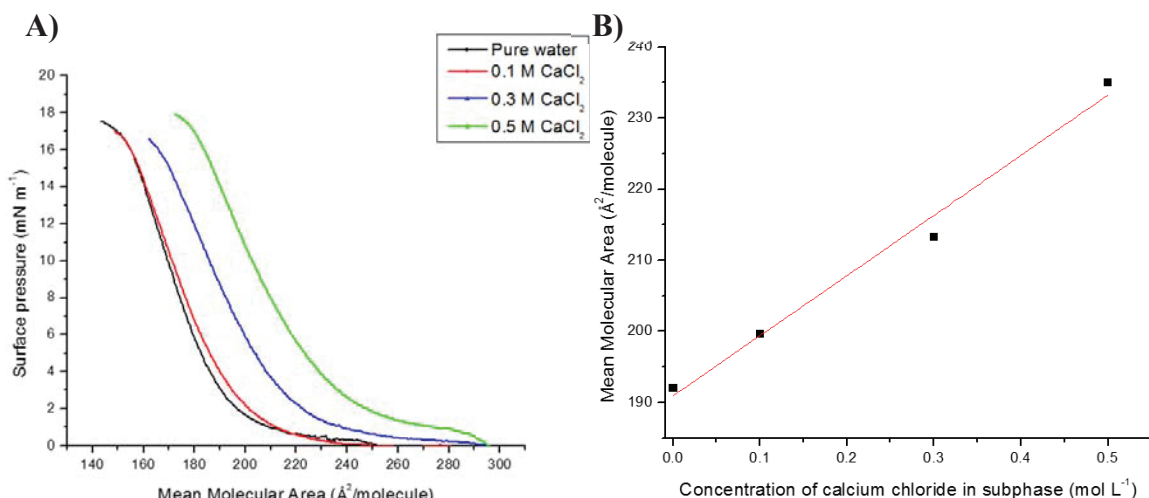 A)
Pure water
0.1 M CaCl₂
0.3 M CaCl₂
0.5 M CaCl₂
20
18
16
14
12
10
8
6
4
2
0
Surface pressure (mN m⁻¹)
140 160 180 200 220 240 260 280 300
Mean Molecular Area (Å²/molecule)
B)
240
230
220
210
200
190
Mean Molecular Area (Å²/molecule)
0.0 0.1 0.2 0.3 0.4 0.5
Concentration of calcium chloride in subphase (mol L⁻¹)